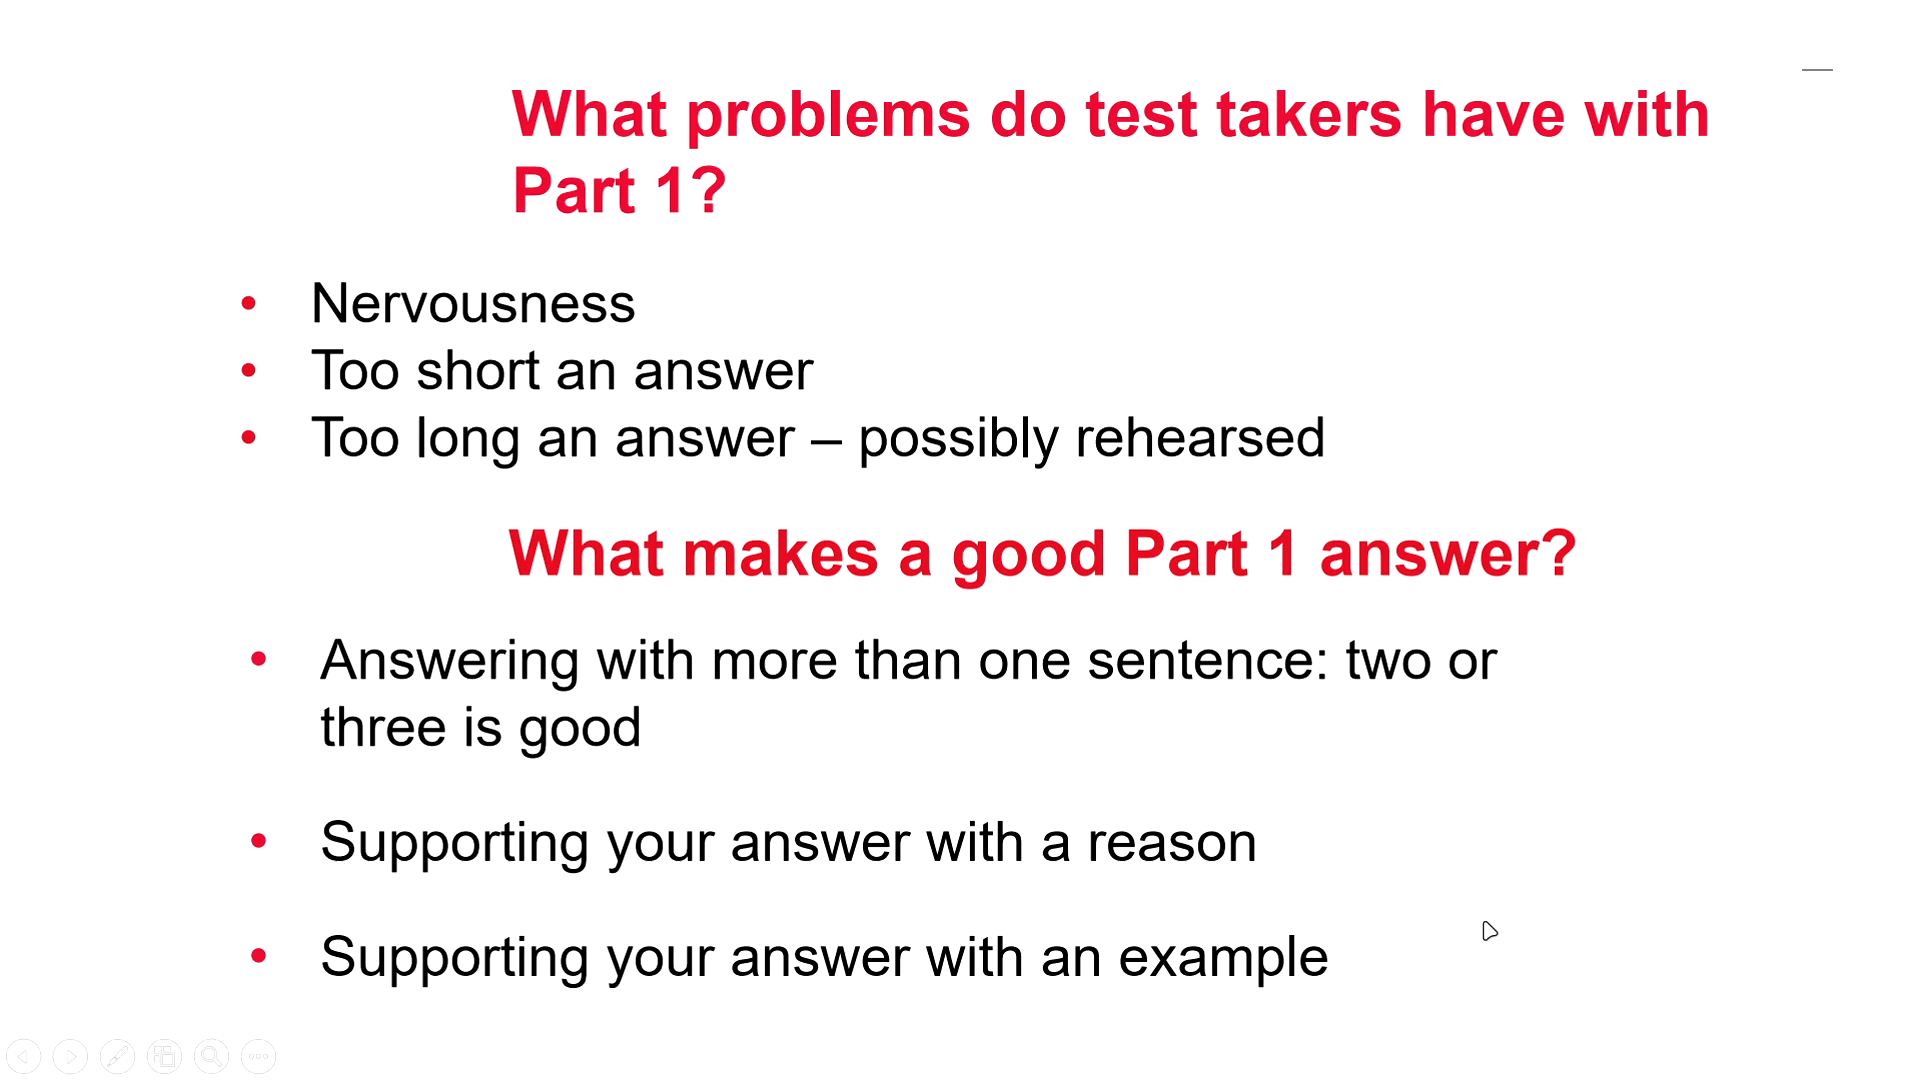 What problems do test takers have with
Part 1?
• Nervousness
• Too short an answer
• Too long an answer – possibly rehearsed
What makes a good Part 1 answer?
• Answering with more than one sentence: two or
three is good
• Supporting your answer with a reason
• Supporting your answer with an example